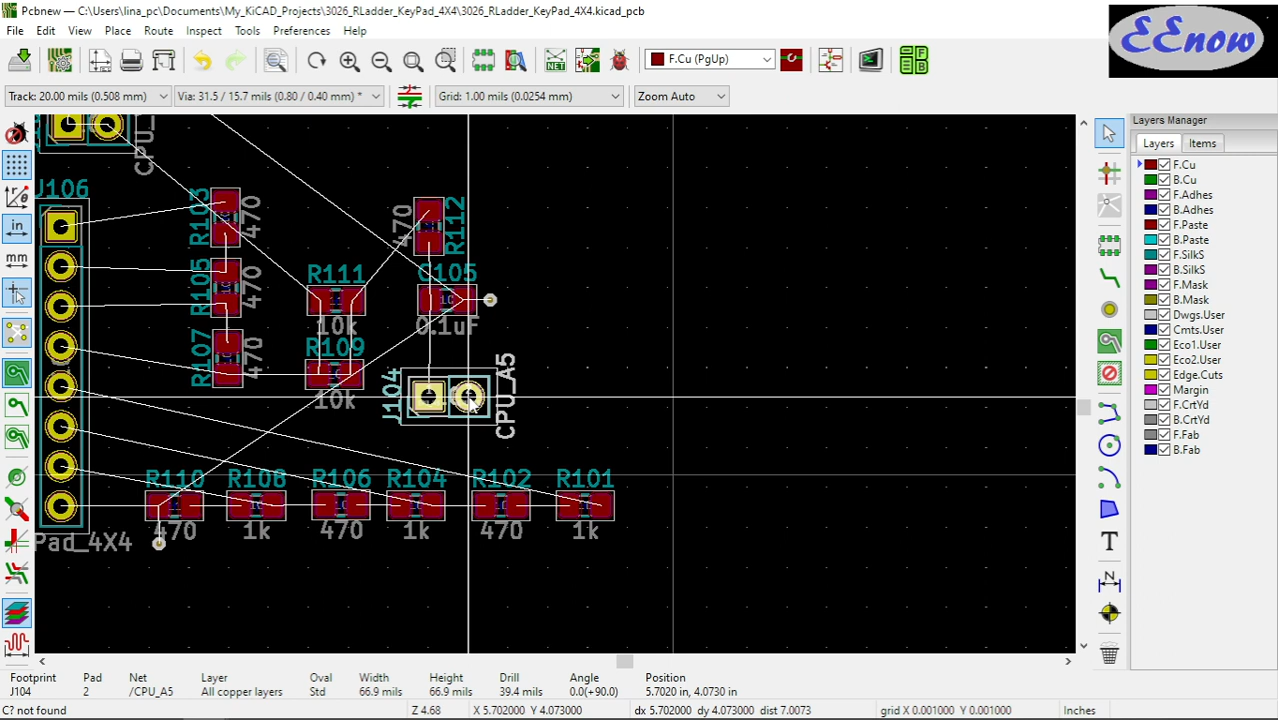 Pcbnew — C:\Users\lina_pc\Documents\My_KiCAD_Projects\3026_RLadder_KeyPad_4X4\3026_RLadder_KeyPad_4X4.kicad_pcb
EEnow
File Edit View Place Route Inspect Tools Preferences Help
NET
F.Cu (PgUp)
Track: 20.00 mils (0.508 mm)
Via: 31.5 / 15.7 mils (0.80 / 0.40 mm) *
Grid: 1.00 mils (0.0254 mm)
Zoom Auto
Layers Manager
Layers Items
F.Cu
B.Cu
F.Adhes
B.Adhes
F.Paste
B.Paste
F.SilkS
B.SilkS
F.Mask
B.Mask
Dwgs.User
Cmts.User
Eco1.User
Eco2.User
Edge.Cuts
Margin
F.CrtYd
B.CrtYd
F.Fab
B.Fab
in
mm
J106
R103
470
R105
470
R107
470
R111
10k
R109
10k
470
R112
C105
0.1uF
J104
CPU_A5
R110
470
R108
1k
R106
470
R104
1k
R102
470
R101
1k
Pad_4X4
Footprint
J104
Pad
2
Net
/CPU_A5
Layer
All copper layers
Oval
Std
Width
66.9 mils
Height
66.9 mils
Drill
39.4 mils
Angle
0.0(+90.0)
Position
5.7020 in, 4.0730 in
C? not found
Z 4.68
X 5.702000 Y 4.073000
dx 5.702000 dy 4.073000 dist 7.0073
grid X 0.001000 Y 0.001000
Inches